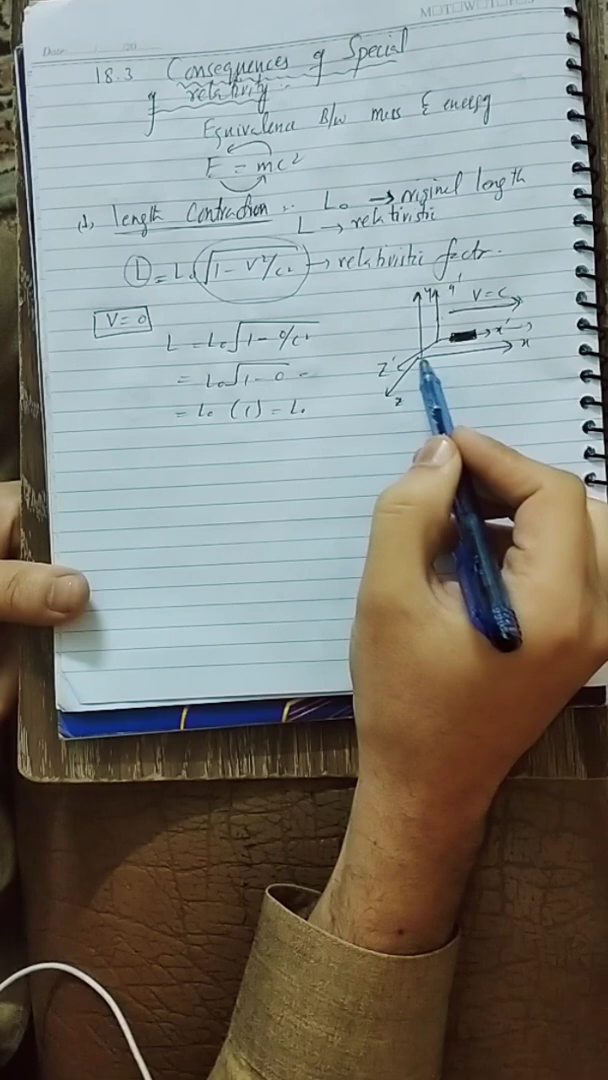 M□T□W□T□F□S
Date: 20
18.3 Consequences of Special
of relativity.
Equivalence B/w mass & energy
E = mc²
(1) length Contraction :. L₀ → original length
L → relativistic
L = L₀ √1 - v²/c² → relativistic factor.
V = 0
L = L₀ √1 - 0/c²
= L₀ √1 - 0
= L₀ (1) = L₀
y y' V = C
x' x
z' z